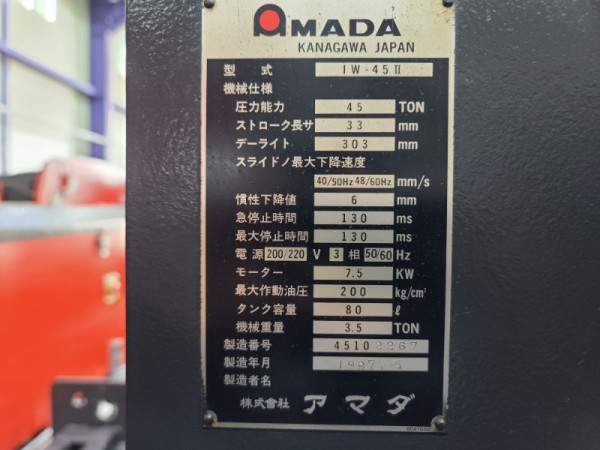 AMADA
KANAGAWA JAPAN
型式 IW-45Ⅱ
機械仕様
圧力能力 45 TON
ストローク長サ 33 mm
デーライト 303 mm
スライドノ最大下降速度
40/50Hz 48/60Hz mm/s
慣性下降値 6 mm
急停止時間 130 ms
最大停止時間 130 ms
電源 200/220 V 3 相 50/60 Hz
モーター 7.5 KW
最大作動油圧 200 kg/cm²
タンク容量 80 ℓ
機械重量 3.5 TON
製造番号 45102267
製造年月 1997.
製造者名
株式会社 アマダ